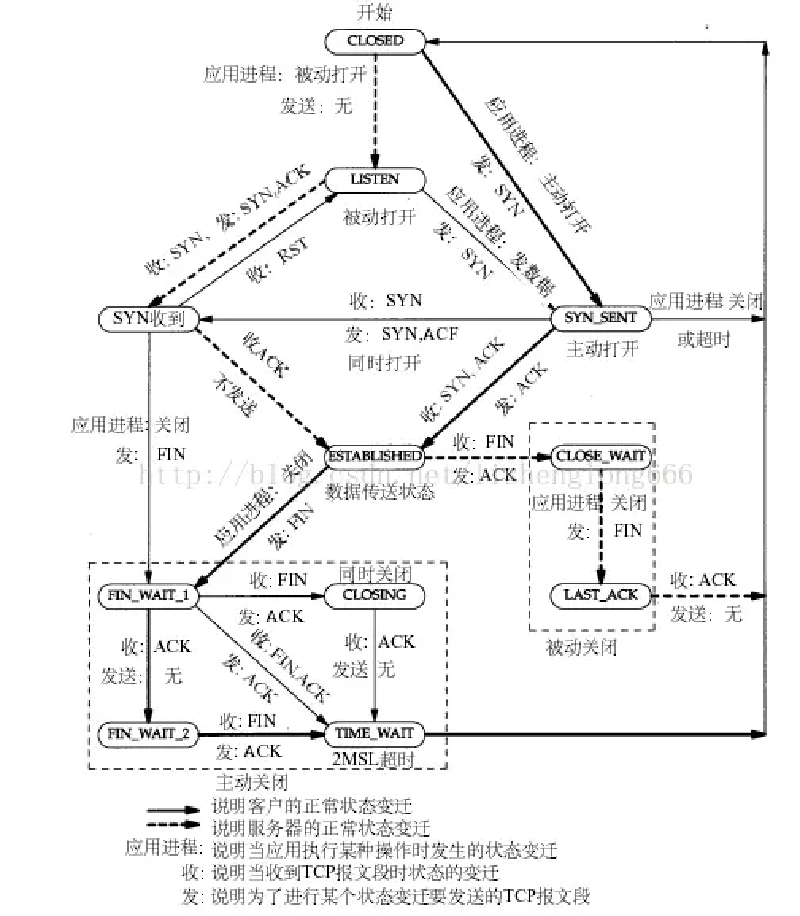 开始
CLOSED
应用进程：被动打开
发送：无
应用进程：主动打开
发：SYN
LISTEN
被动打开
收：SYN，发：SYN,ACK
收：RST
应用进程：发数据
发：SYN
SYN收到
收：SYN
发：SYN,ACF
同时打开
SYN_SENT
主动打开
应用进程 关闭
或超时
收ACK
不发送
收：SYN, ACK
发：ACK
应用进程：关闭
发：FIN
ESTABLISHED
数据传送状态
收：FIN
发：ACK
CLOSE_WAIT
应用进程：关闭
发：FIN
应用进程 关闭
发：FIN
FIN_WAIT_1
收：FIN
发：ACK
同时关闭
CLOSING
LAST_ACK
收：ACK
发送：无
被动关闭
收：ACK
发送：无
收：FIN,ACK
发：ACK
收：ACK
发送 无
FIN_WAIT_2
收：FIN
发：ACK
TIME_WAIT
2MSL超时
主动关闭
说明客户的正常状态变迁
说明服务器的正常状态变迁
应用进程：说明当应用执行某种操作时发生的状态变迁
收：说明当收到TCP报文段时状态的变迁
发：说明为了进行某个状态变迁要发送的TCP报文段